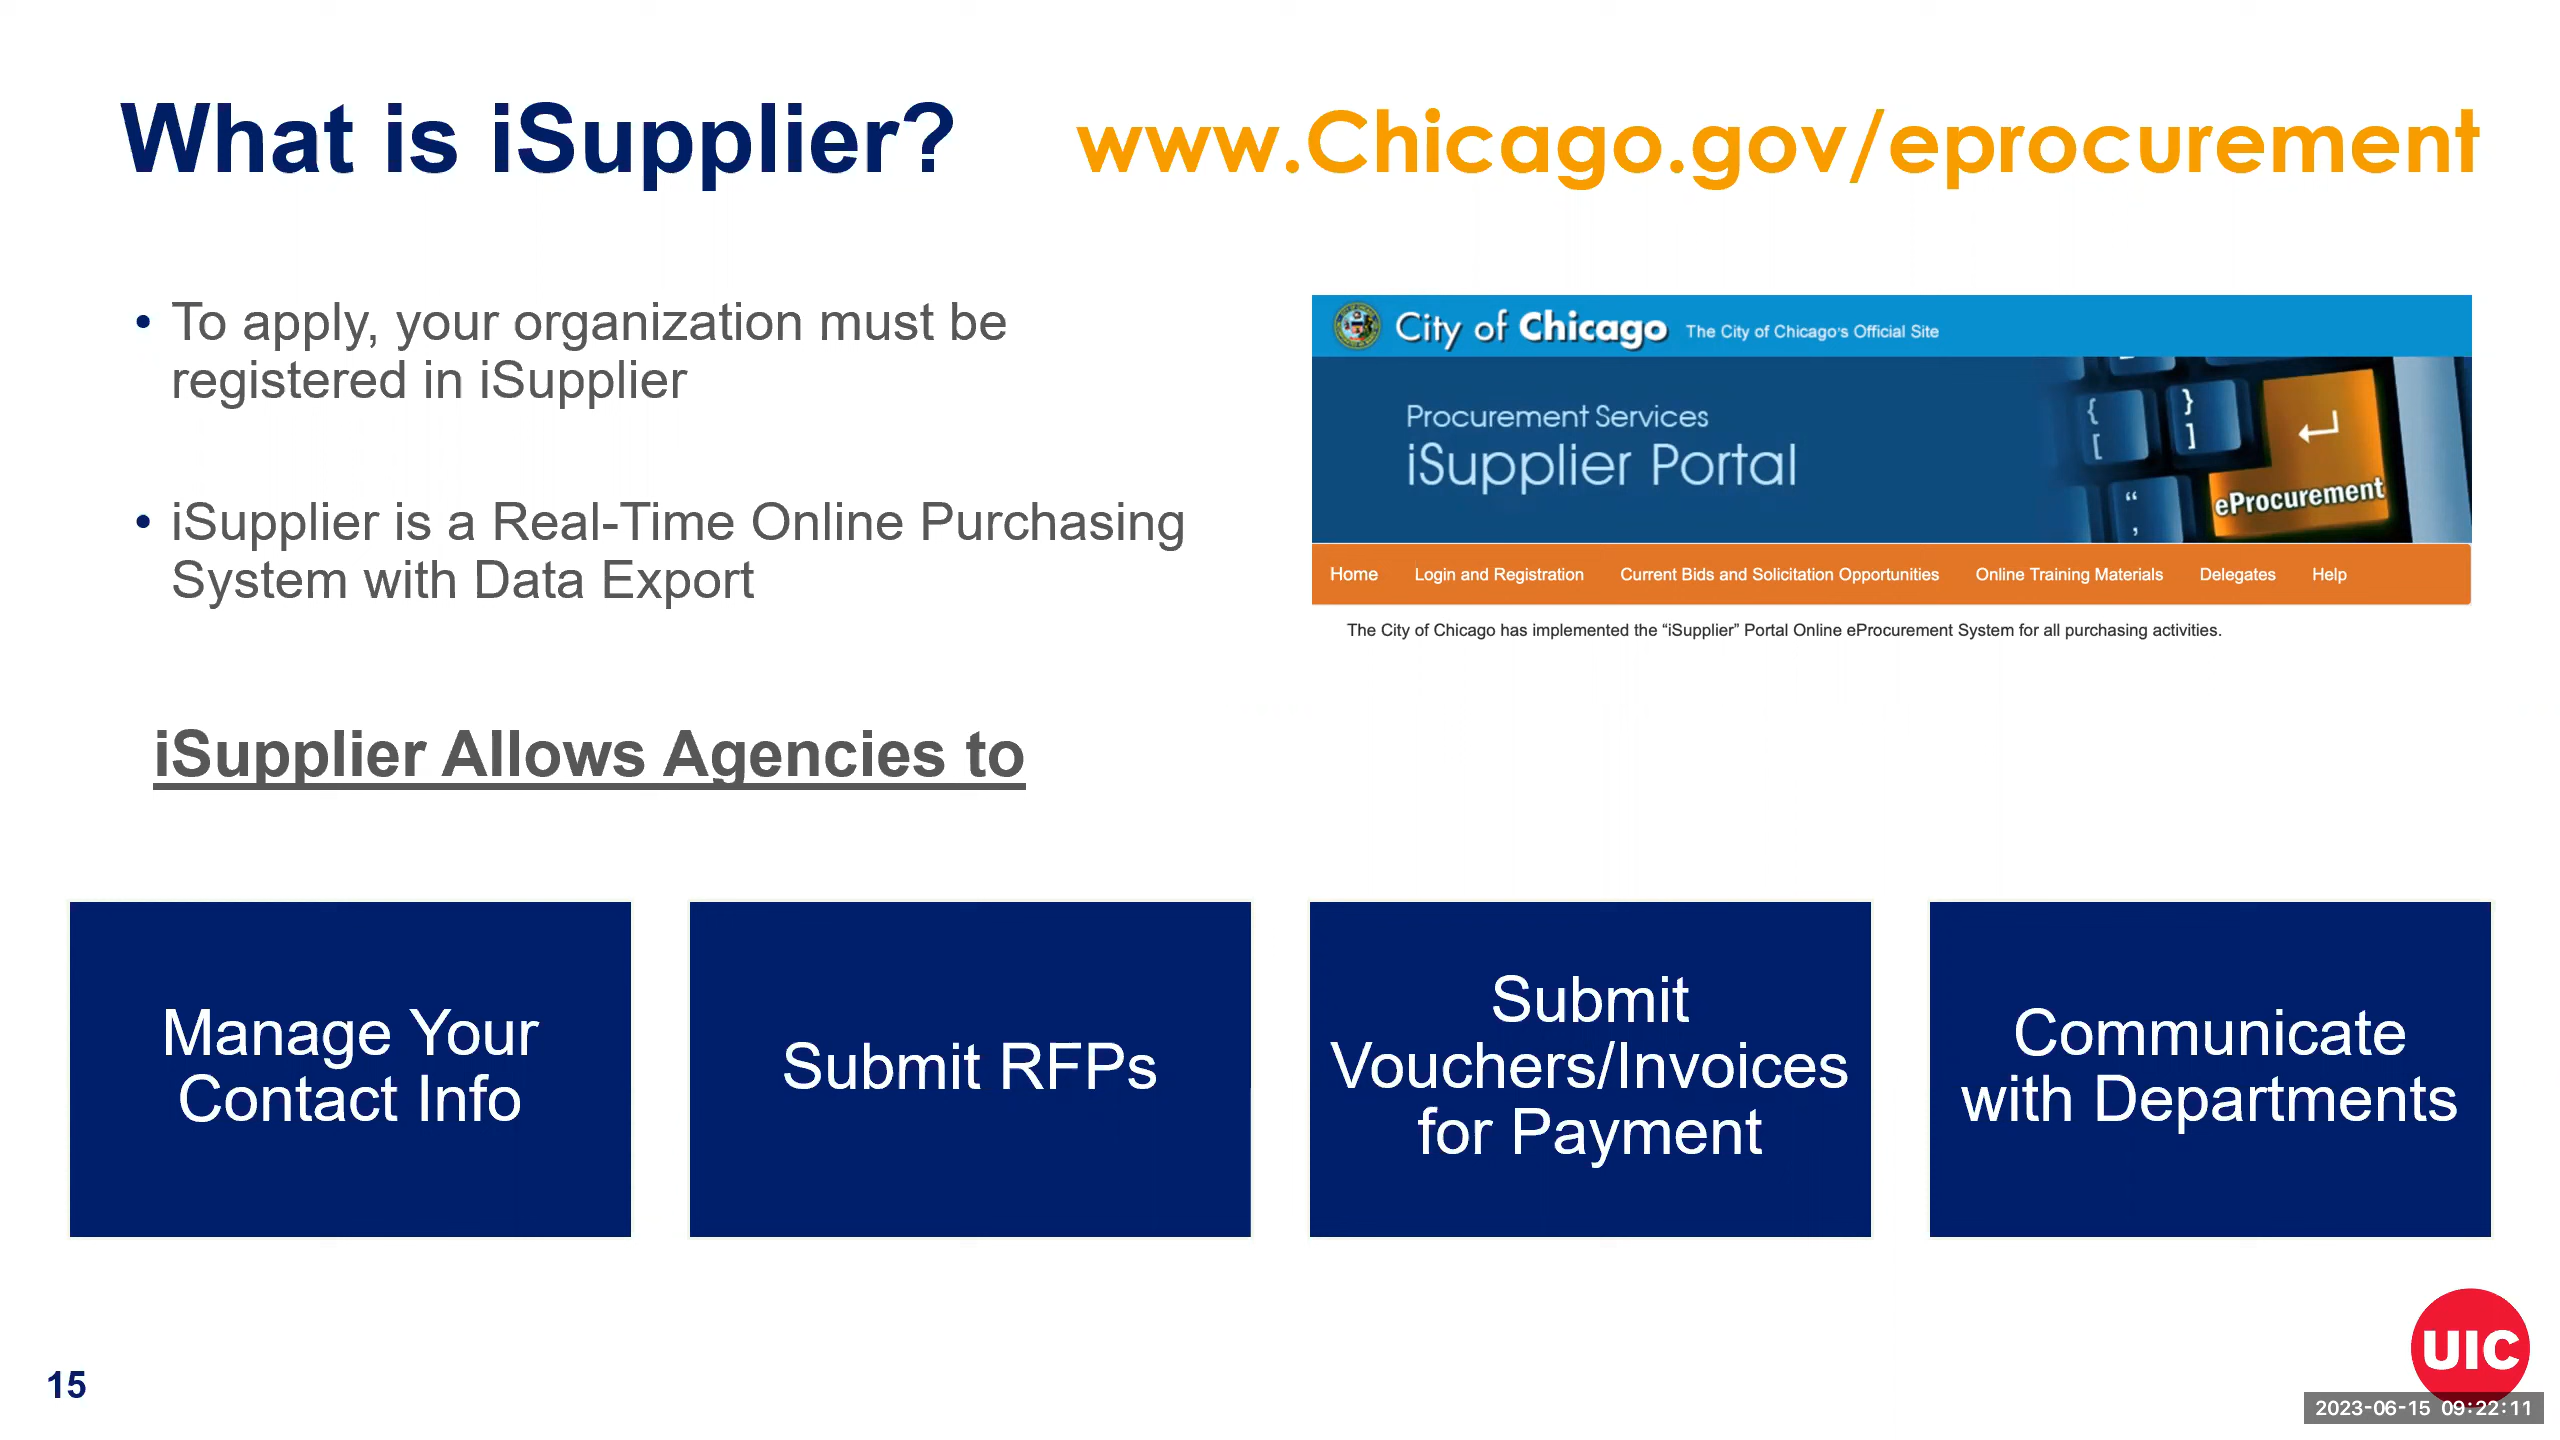 What is iSupplier?
www.Chicago.gov/eprocurement
• To apply, your organization must be
registered in iSupplier
• iSupplier is a Real-Time Online Purchasing
System with Data Export
City of Chicago The City of Chicago's Official Site
Procurement Services
iSupplier Portal
{
[
}
]
“
,
eProcurement
Home Login and Registration Current Bids and Solicitation Opportunities Online Training Materials Delegates Help
The City of Chicago has implemented the “iSupplier” Portal Online eProcurement System for all purchasing activities.
iSupplier Allows Agencies to
Manage Your
Contact Info
Submit RFPs
Submit
Vouchers/Invoices
for Payment
Communicate
with Departments
15
UIC
2023-06-15 09:22:11